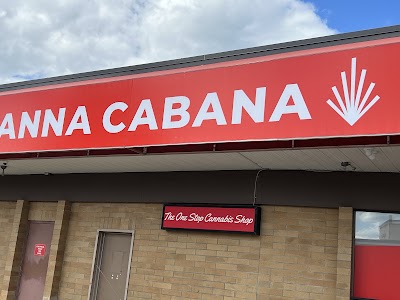 ANNA CABANA
The One Stop Cannabis Shop